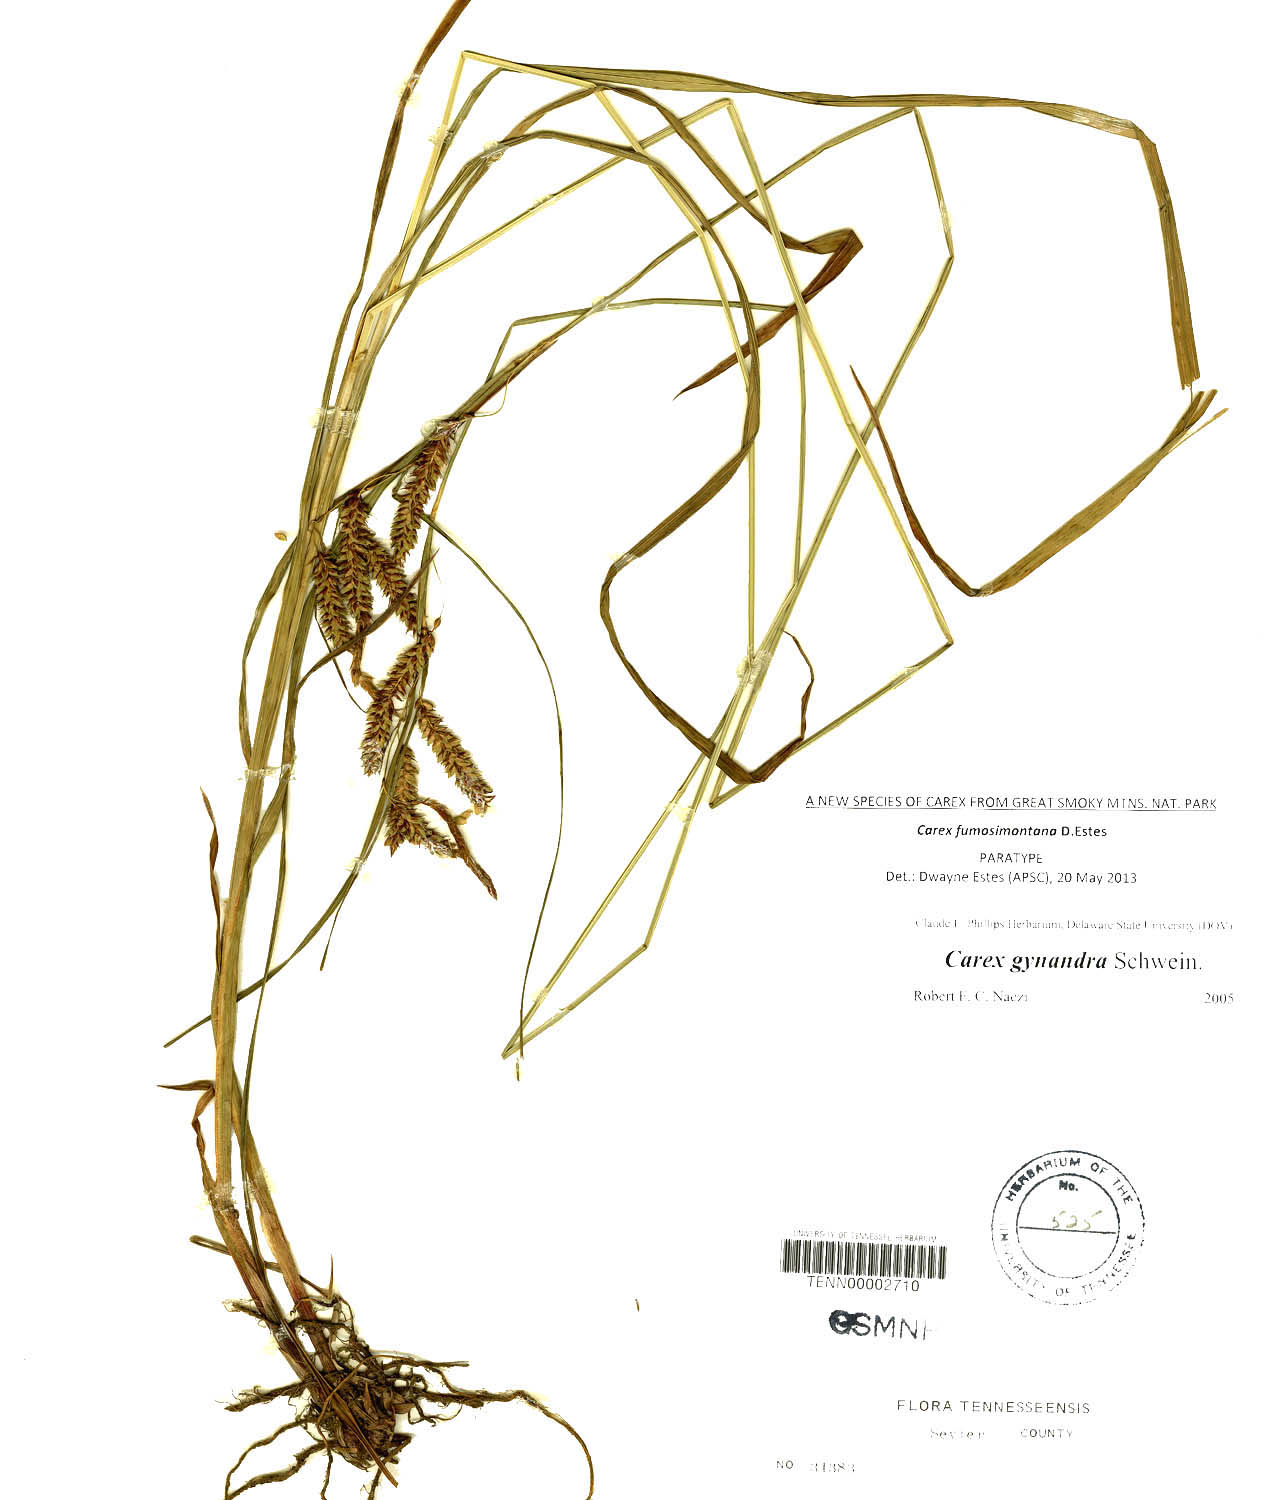 A NEW SPECIES OF CAREX FROM GREAT SMOKY MTNS. NAT. PARK
Carex fumosimontana D.Estes
PARATYPE
Det.: Dwayne Estes (APSC), 20 May 2013
Claude E. Phillips Herbarium, Delaware State University (DOV)
Carex gynandra Schwein.
Robert F. C. Naczi 2005
HERBARIUM OF THE
UNIVERSITY OF TENNESSEE
No.
525
UNIVERSITY OF TENNESSEE HERBARIUM
TENN00002710
GSMNP
FLORA TENNESSEENSIS
Sevier COUNTY
NO 31383